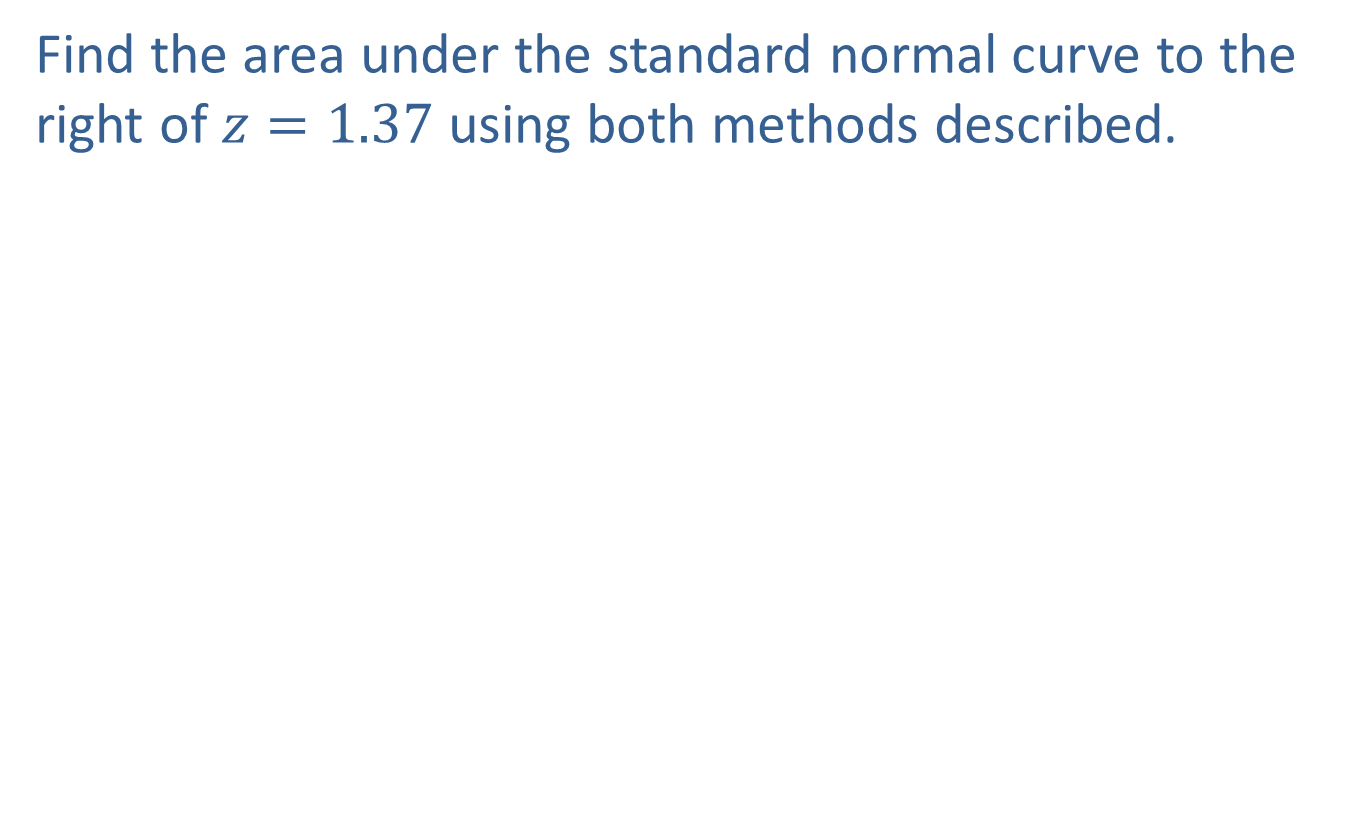 Find the area under the standard normal curve to the
right of z = 1.37 using both methods described.